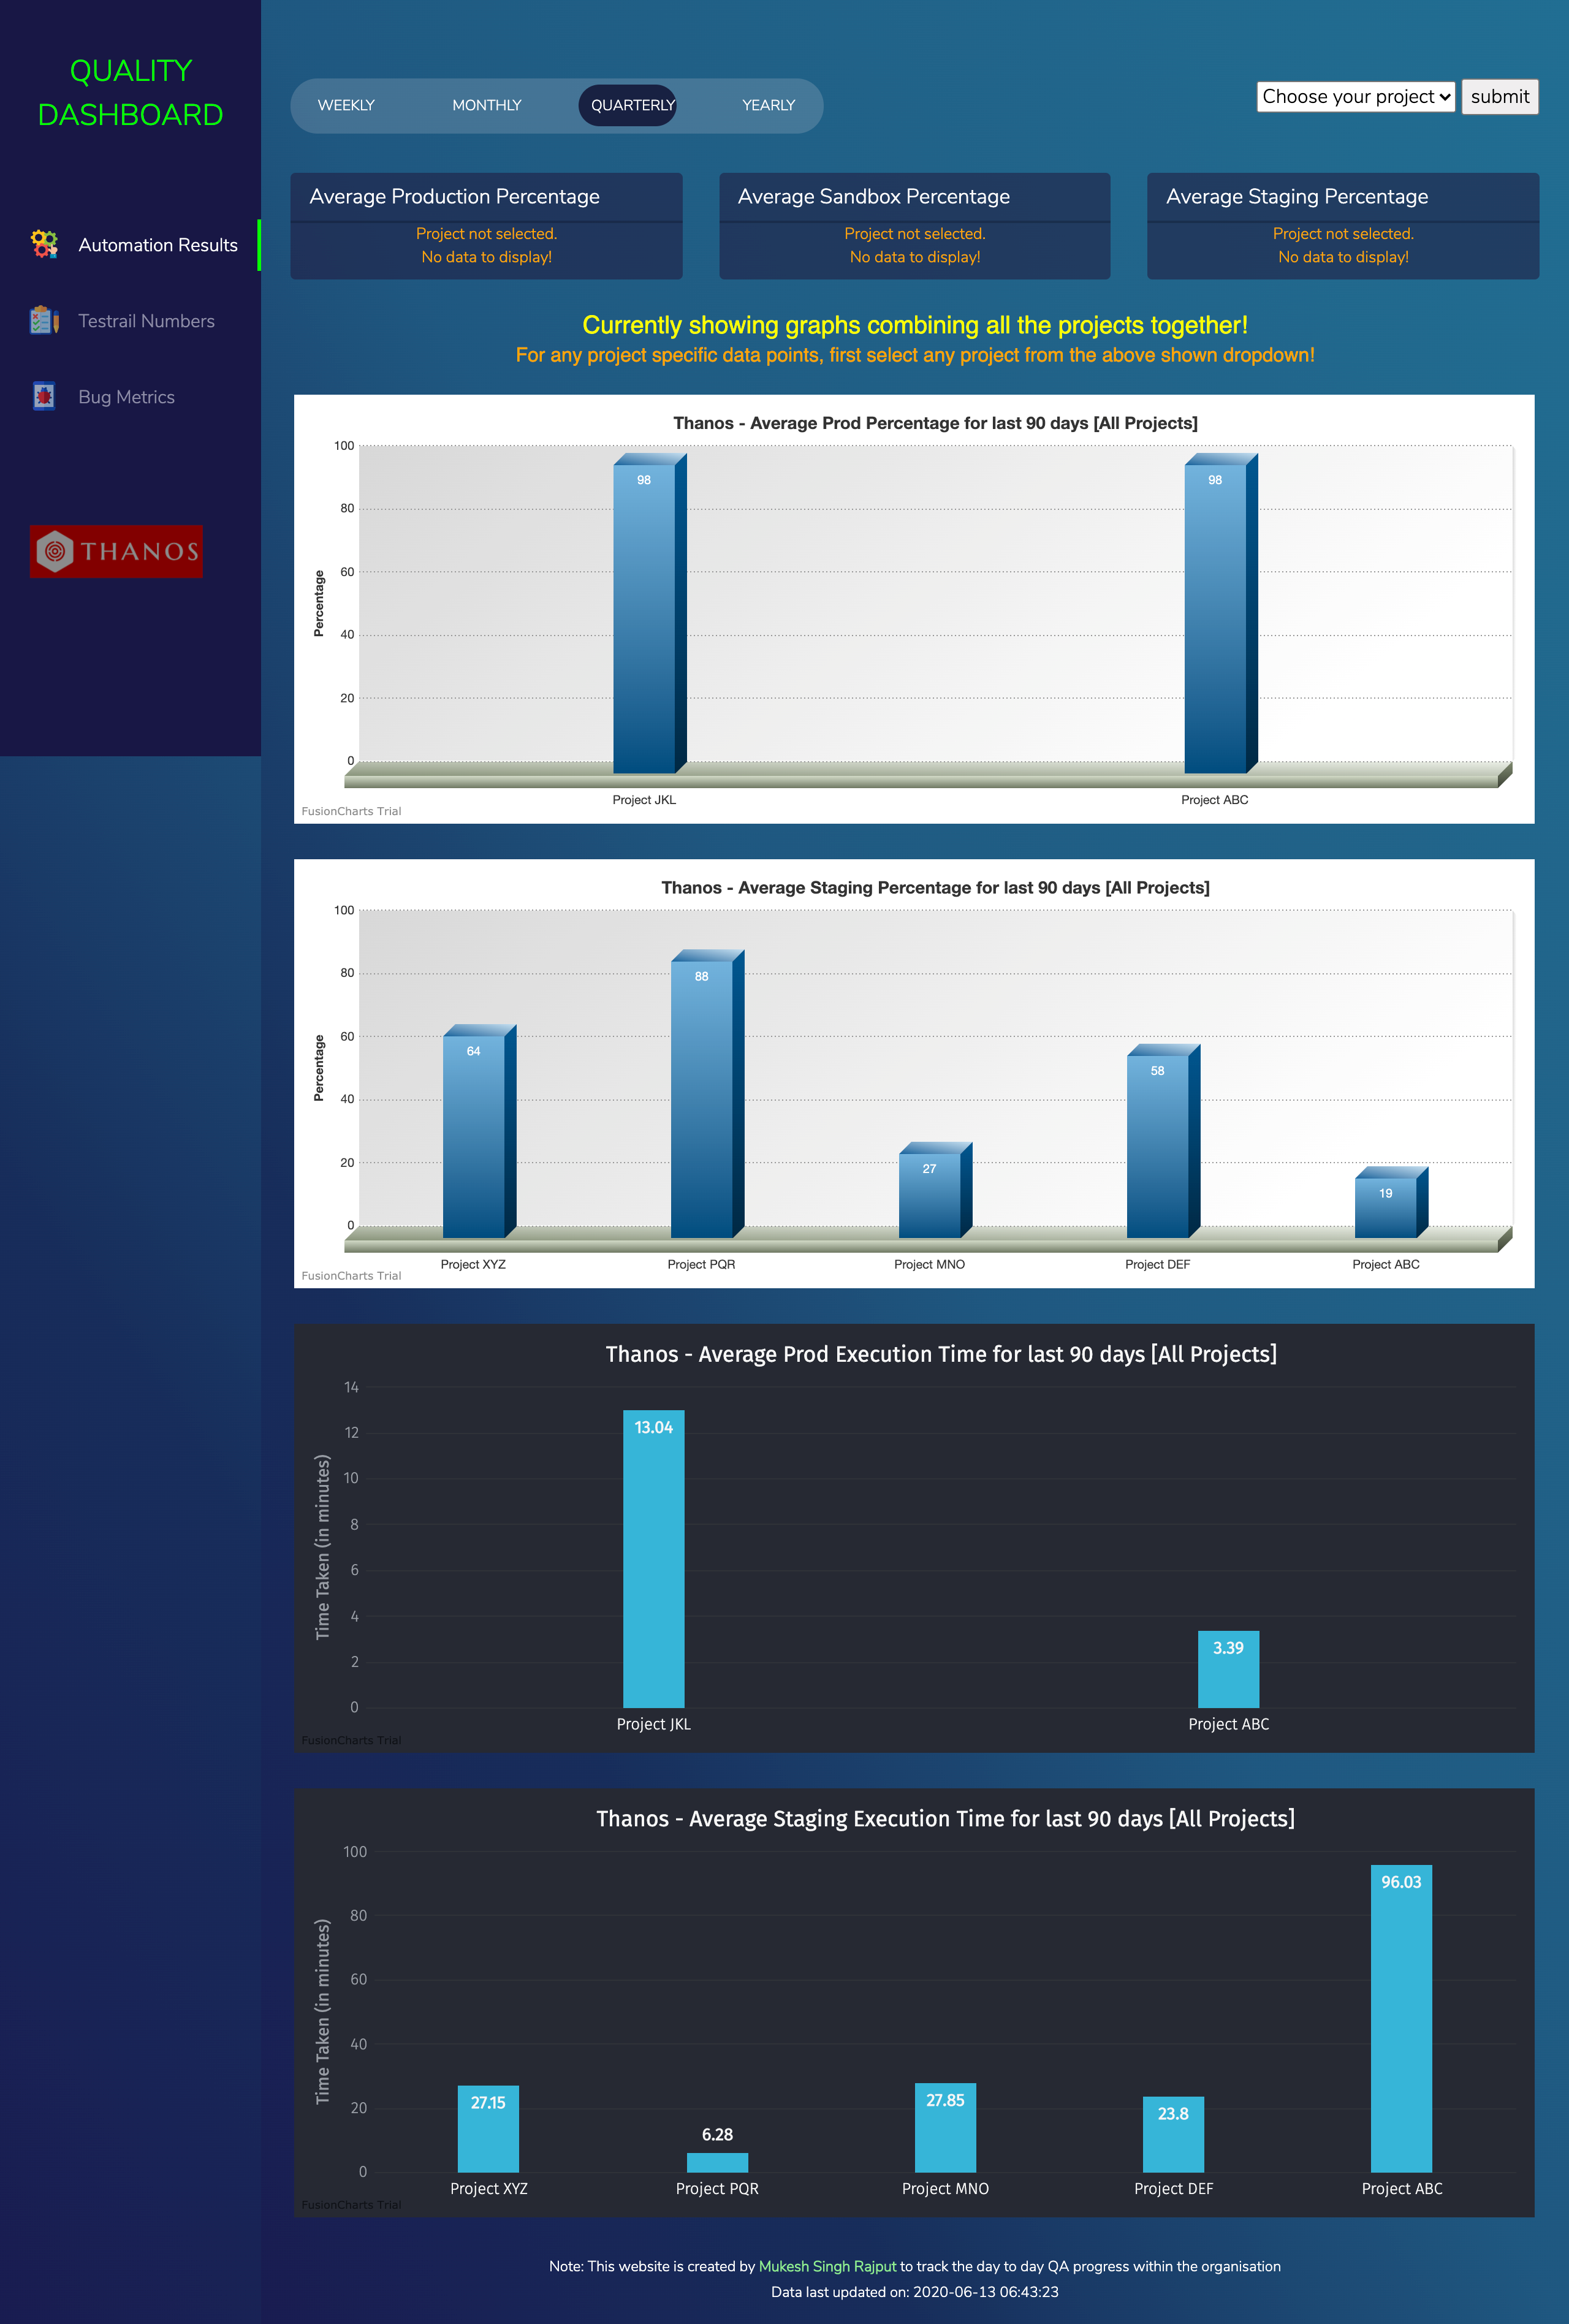 QUALITY
DASHBOARD
Automation Results
Testrail Numbers
Bug Metrics
THANOS
WEEKLY MONTHLY QUARTERLY YEARLY
Choose your project submit
Average Production Percentage
Project not selected.
No data to display!
Average Sandbox Percentage
Project not selected.
No data to display!
Average Staging Percentage
Project not selected.
No data to display!
Currently showing graphs combining all the projects together!
For any project specific data points, first select any project from the above shown dropdown!
Thanos - Average Prod Percentage for last 90 days [All Projects]
Percentage
100
80
60
40
20
0
98 98
Project JKL Project ABC
FusionCharts Trial
Thanos - Average Staging Percentage for last 90 days [All Projects]
Percentage
100
80
60
40
20
0
64 88 27 58 19
Project XYZ Project PQR Project MNO Project DEF Project ABC
FusionCharts Trial
Thanos - Average Prod Execution Time for last 90 days [All Projects]
Time Taken (in minutes)
14
12
10
8
6
4
2
0
13.04 3.39
Project JKL Project ABC
FusionCharts Trial
Thanos - Average Staging Execution Time for last 90 days [All Projects]
Time Taken (in minutes)
100
80
60
40
20
0
27.15 6.28 27.85 23.8 96.03
Project XYZ Project PQR Project MNO Project DEF Project ABC
FusionCharts Trial
Note: This website is created by Mukesh Singh Rajput to track the day to day QA progress within the organisation
Data last updated on: 2020-06-13 06:43:23